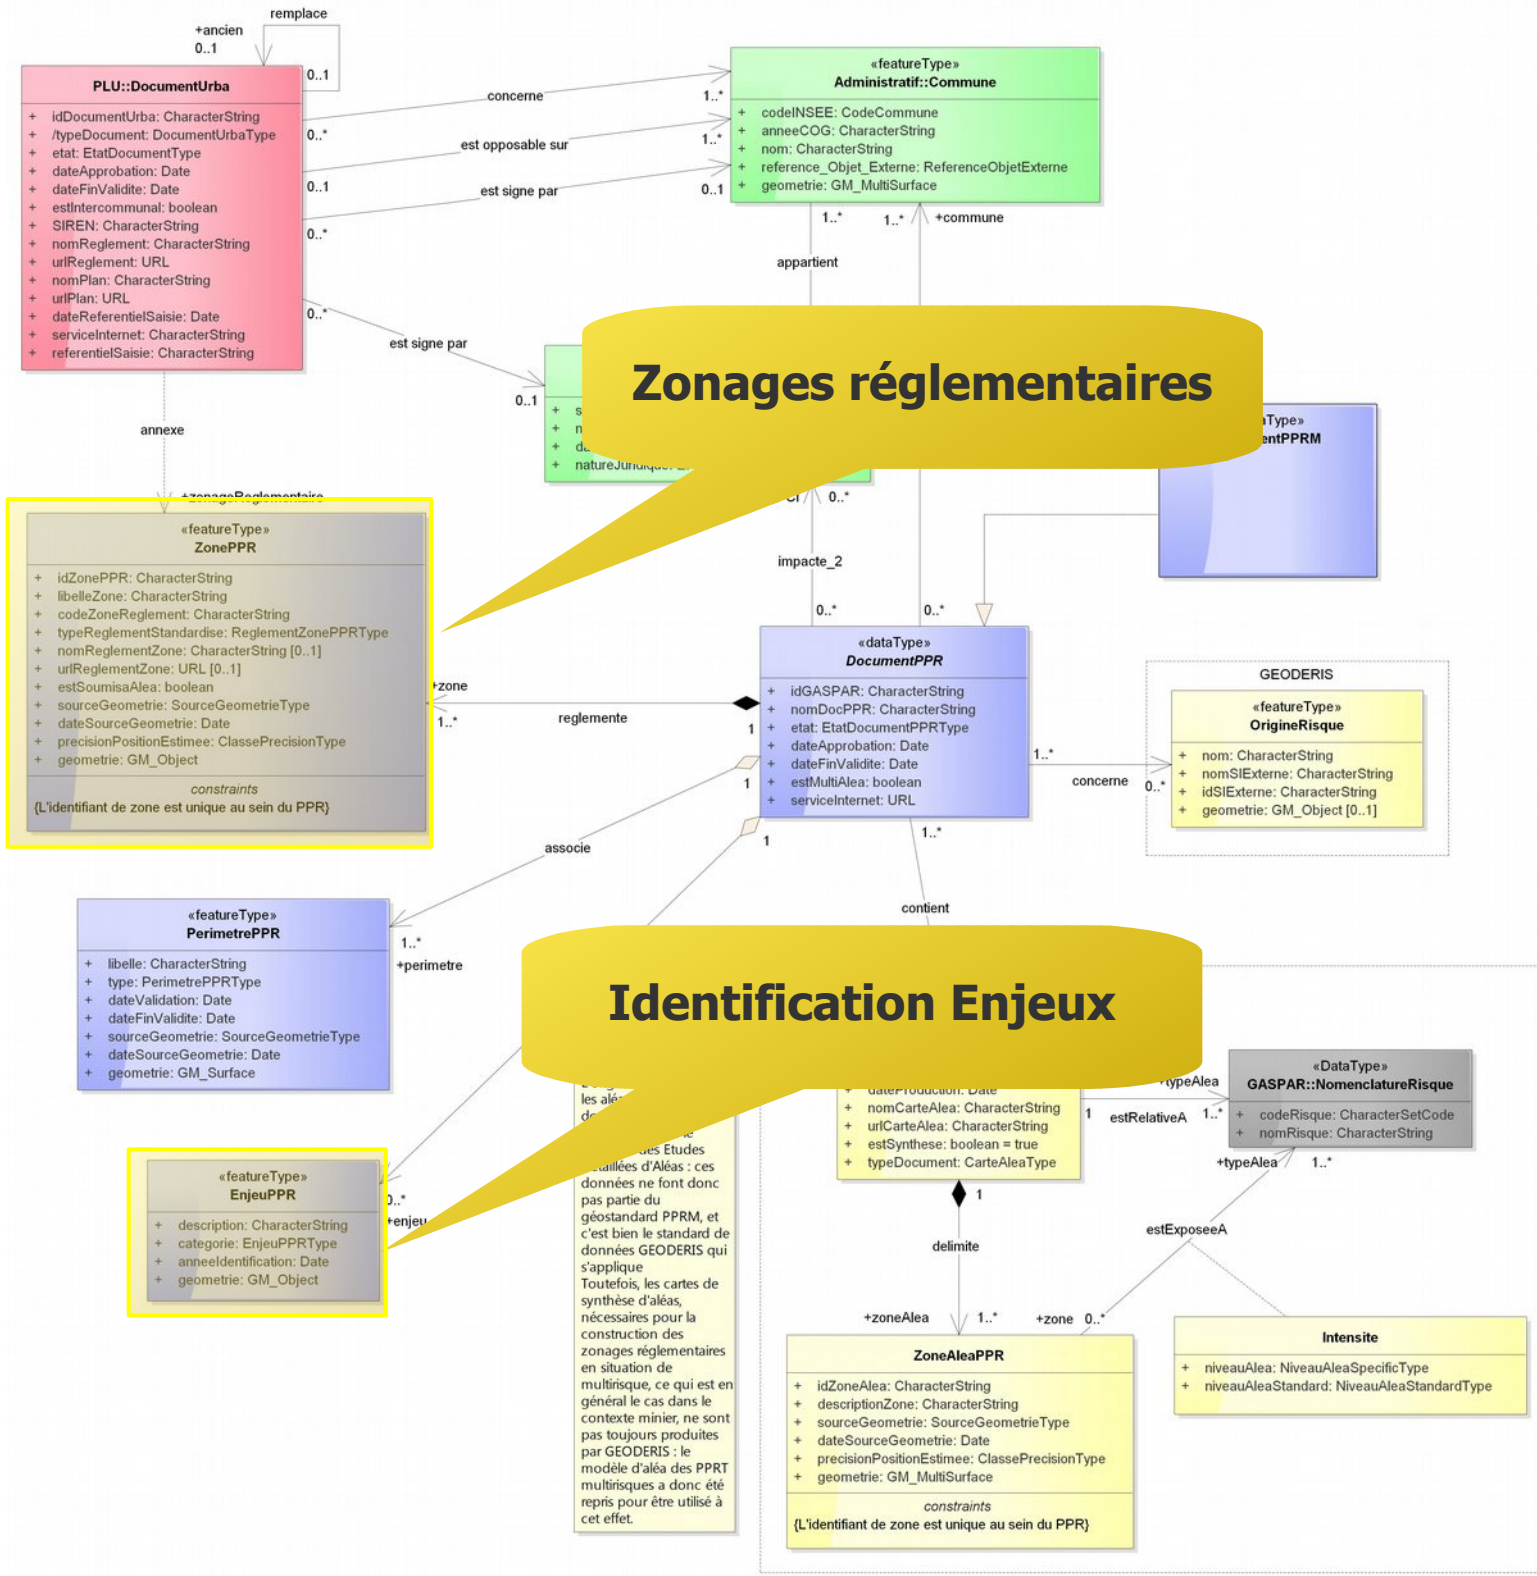 remplace
+ancien
0..1
0..1
PLU::DocumentUrba
+ idDocumentUrba: CharacterString
+ /typeDocument: DocumentUrbaType
+ etat: EtatDocumentType
+ dateApprobation: Date
+ dateFinValidite: Date
+ estIntercommunal: boolean
+ SIREN: CharacterString
+ nomReglement: CharacterString
+ urlReglement: URL
+ nomPlan: CharacterString
+ urlPlan: URL
+ dateReferentielSaisie: Date
+ serviceInternet: CharacterString
+ referentielSaisie: CharacterString
concerne
0..*
1..*
est opposable sur
0..1
1..*
est signe par
0..*
0..1
«featureType»
Administratif::Commune
+ codeINSEE: CodeCommune
+ anneeCOG: CharacterString
+ nom: CharacterString
+ reference_Objet_Externe: ReferenceObjetExterne
+ geometrie: GM_MultiSurface
1..*
1..*
+commune
appartient
0..*
est signe par
0..1
Zonages réglementaires
+ s
+ n
+ da
+ natureJuridique:
0..*
impacte_2
0..*
0..*
entPPRM
annexe
+zonageReglementaire
«featureType»
ZonePPR
+ idZonePPR: CharacterString
+ libelleZone: CharacterString
+ codeZoneReglement: CharacterString
+ typeReglementStandardise: ReglementZonePPRType
+ nomReglementZone: CharacterString [0..1]
+ urlReglementZone: URL [0..1]
+ estSoumisaAlea: boolean
+ sourceGeometrie: SourceGeometrieType
+ dateSourceGeometrie: Date
+ precisionPositionEstimee: ClassePrecisionType
+ geometrie: GM_Object
constraints
{L'identifiant de zone est unique au sein du PPR}
+zone
1..*
reglemente
1
«dataType»
DocumentPPR
+ idGASPAR: CharacterString
+ nomDocPPR: CharacterString
+ etat: EtatDocumentPPRType
+ dateApprobation: Date
+ dateFinValidite: Date
+ estMultiAlea: boolean
+ serviceInternet: URL
1..*
concerne
0..*
GEODERIS
«featureType»
OrigineRisque
+ nom: CharacterString
+ nomSIExterne: CharacterString
+ idSIExterne: CharacterString
+ geometrie: GM_Object [0..1]
1
associe
1
1..*
contient
«featureType»
PerimetrePPR
+ libelle: CharacterString
+ type: PerimetrePPRType
+ dateValidation: Date
+ dateFinValidite: Date
+ sourceGeometrie: SourceGeometrieType
+ dateSourceGeometrie: Date
+ geometrie: GM_Surface
1..*
+perimetre
Identification Enjeux
les
des Etudes
d'Aléas : ces
données ne font donc
pas partie du
géostandard PPRM, et
c'est bien le standard de
données GEODERIS qui
s'applique
Toutefois, les cartes de
synthèse d'aléas,
nécessaires pour la
construction des
zonages réglementaires
en situation de
multirisque, ce qui est en
général le cas dans le
contexte minier, ne sont
pas toujours produites
par GEODERIS : le
modèle d'aléa des PPRT
multirisques a donc été
repris pour être utilisé à
cet effet.
+ dateProduction: Date
+ nomCarteAlea: CharacterString
+ urlCarteAlea: CharacterString
+ estSynthese: boolean = true
+ typeDocument: CarteAleaType
+typeAlea
1
estRelativeA
1..*
«DataType»
GASPAR::NomenclatureRisque
+ codeRisque: CharacterSetCode
+ nomRisque: CharacterString
+typeAlea
1..*
«featureType»
EnjeuPPR
+ description: CharacterString
+ categorie: EnjeuPPRType
+ anneeIdentification: Date
+ geometrie: GM_Object
0..*
+enjeu
1
delimite
estExposeeA
+zoneAlea
1..*
+zone
0..*
ZoneAleaPPR
+ idZoneAlea: CharacterString
+ descriptionZone: CharacterString
+ sourceGeometrie: SourceGeometrieType
+ dateSourceGeometrie: Date
+ precisionPositionEstimee: ClassePrecisionType
+ geometrie: GM_MultiSurface
constraints
{L'identifiant de zone est unique au sein du PPR}
Intensite
+ niveauAlea: NiveauAleaSpecificType
+ niveauAleaStandard: NiveauAleaStandardType